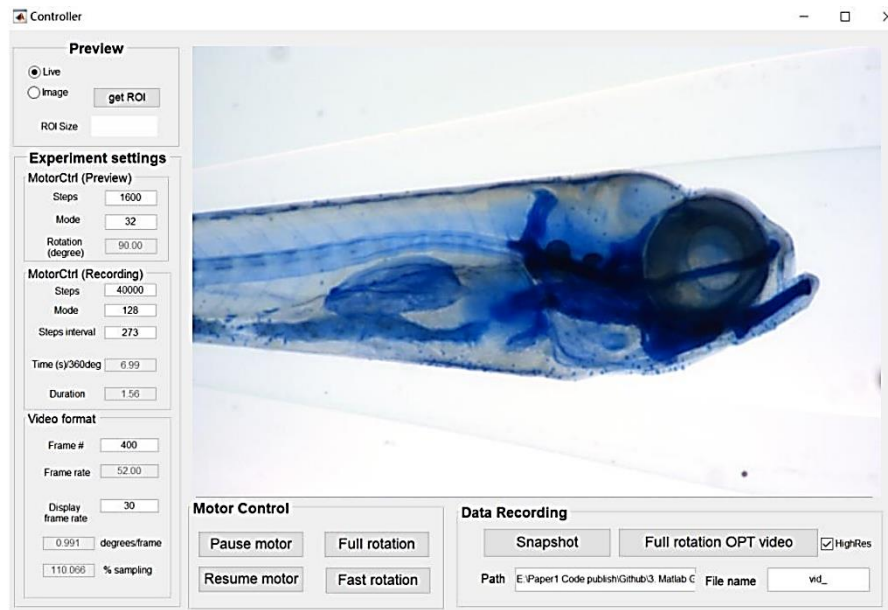 Controller
Preview
Live
Image
get ROI
ROI Size
Experiment settings
MotorCtrl (Preview)
Steps 1600
Mode 32
Rotation (degree) 90.00
MotorCtrl (Recording)
Steps 40000
Mode 128
Steps interval 273
Time (s)/360deg 6.99
Duration 1.56
Video format
Frame # 400
Frame rate 52.00
Display frame rate 30
0.991 degrees/frame
110.066 % sampling
Motor Control
Pause motor Full rotation
Resume motor Fast rotation
Data Recording
Snapshot Full rotation OPT video HighRes
Path E:\Paper1 Code publish\Github\3. Matlab G File name vid_